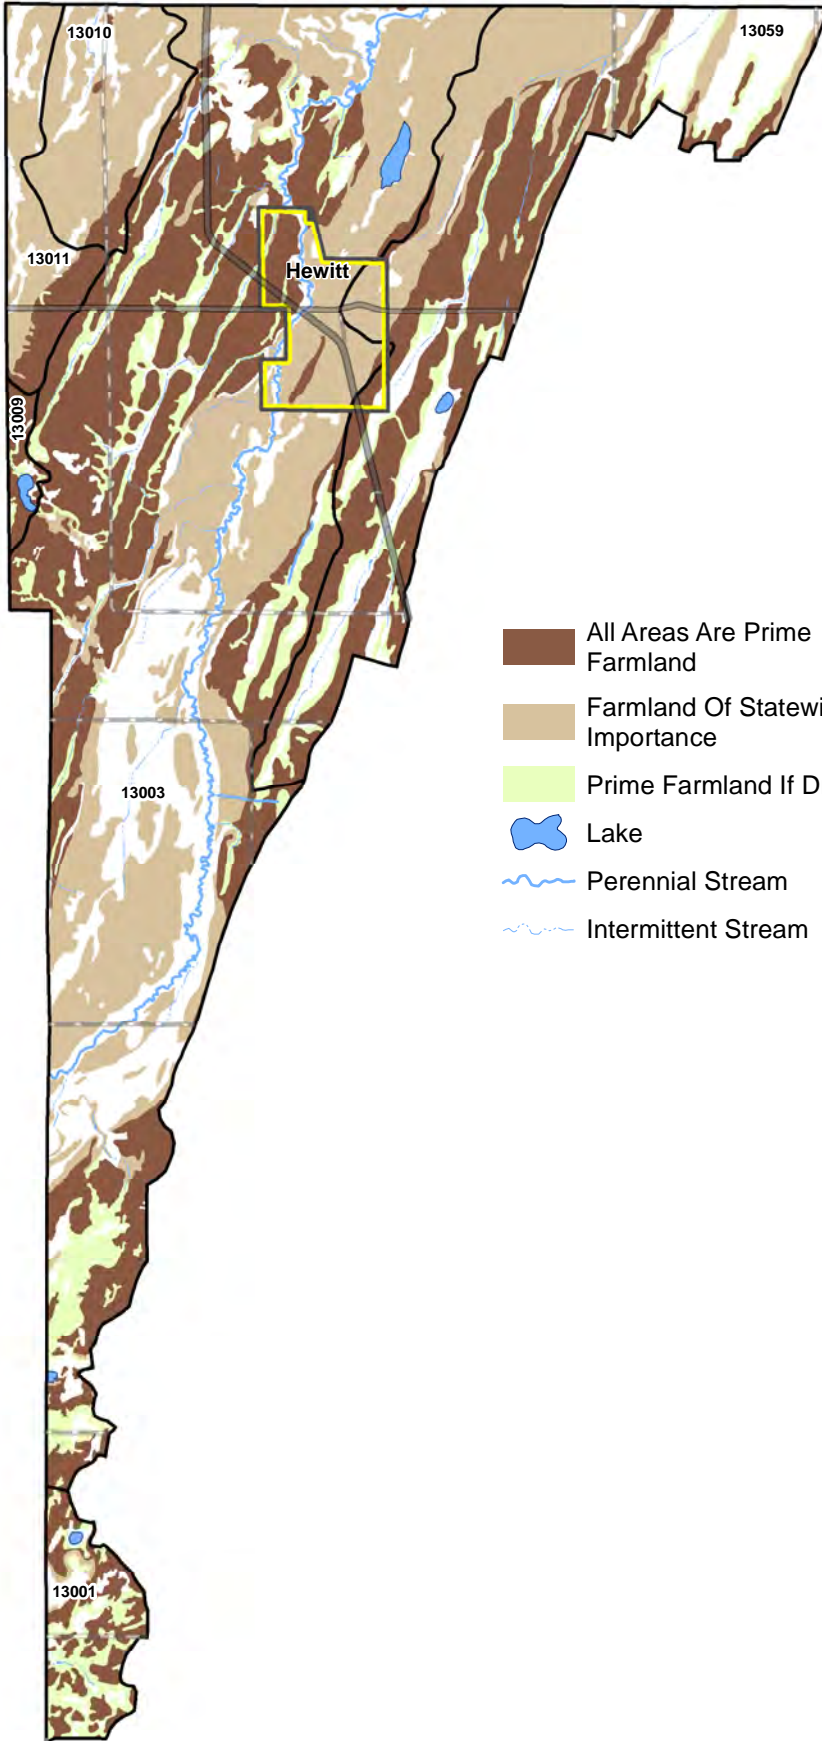 13010
13059
13011
Hewitt
13009
All Areas Are Prime
Farmland
Farmland Of Statewi
Importance
Prime Farmland If D
Lake
13003
Perennial Stream
Intermittent Stream
13001